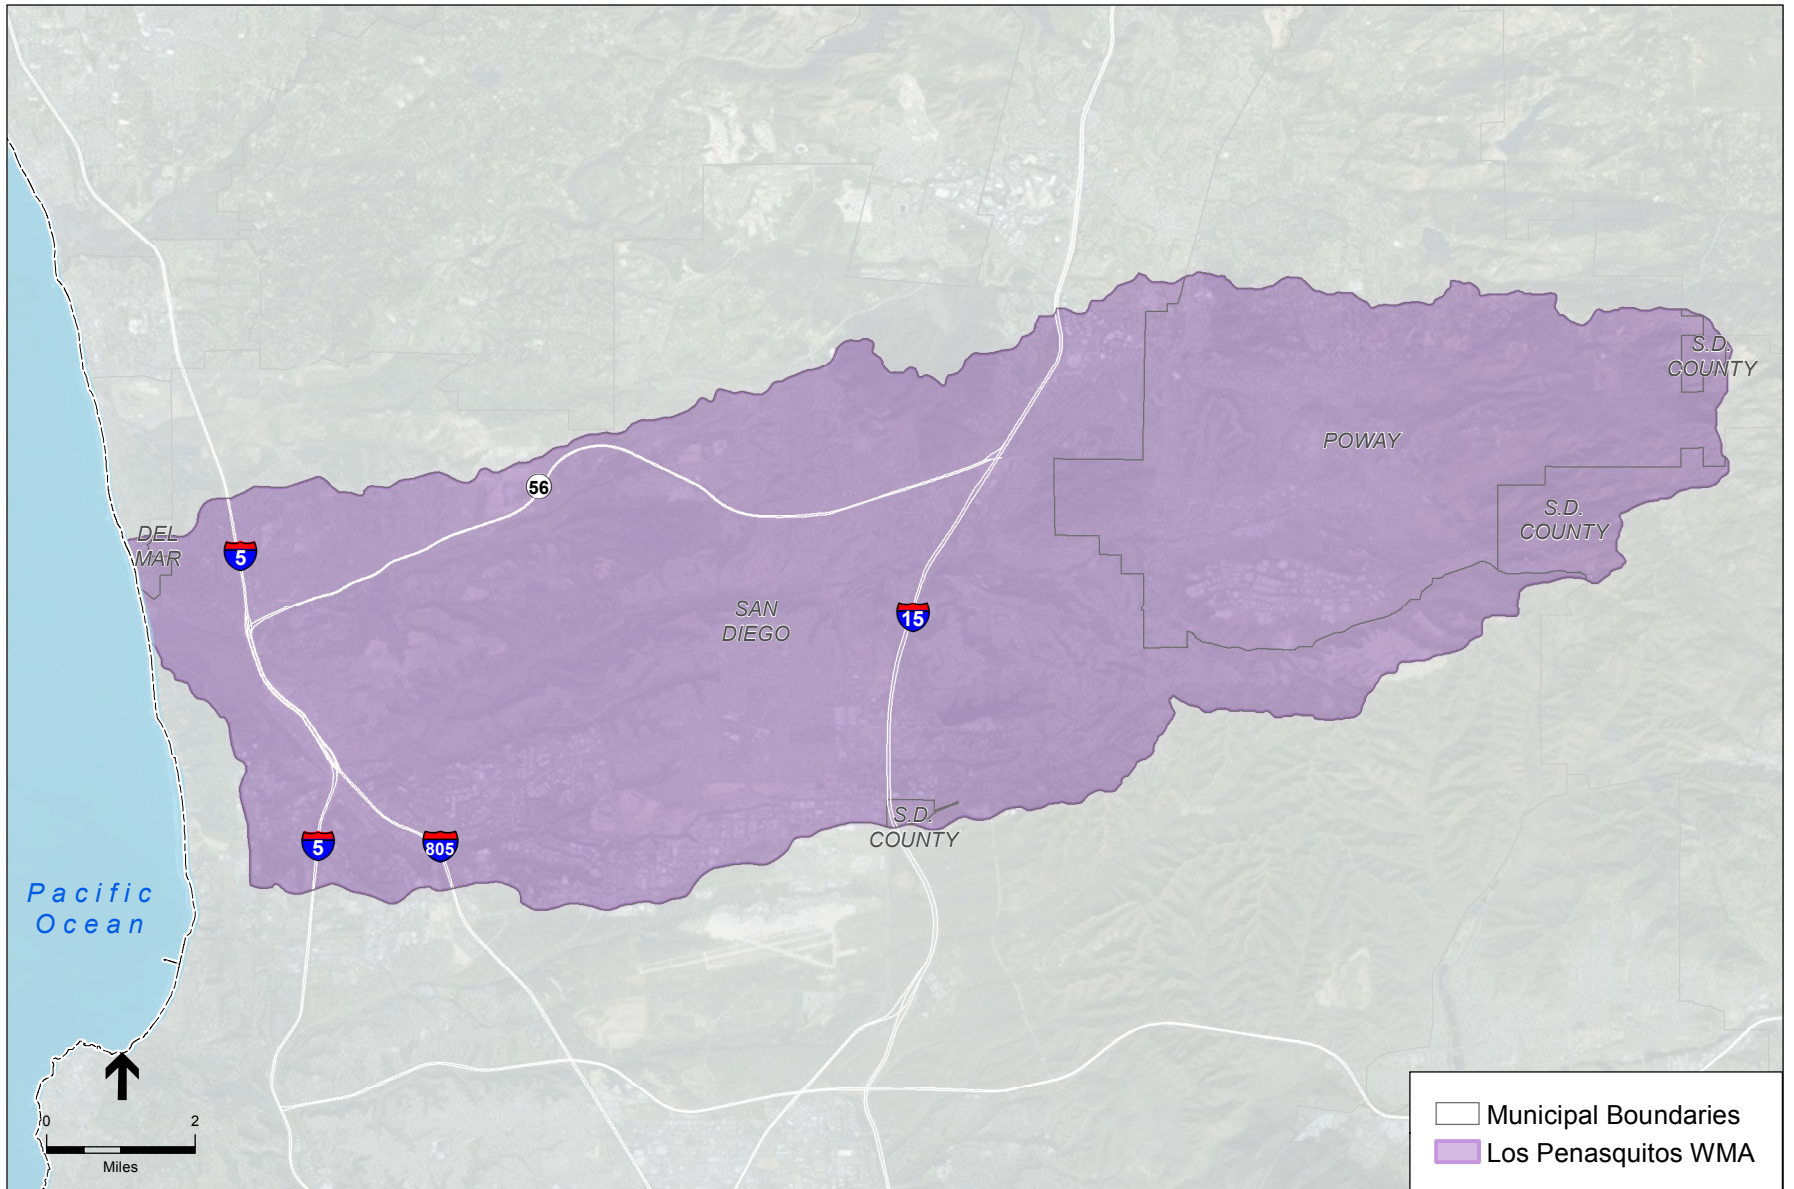 S.D.
COUNTY
POWAY
56
S.D.
COUNTY
DEL
MAR
5
SAN
DIEGO
15
S.D.
COUNTY
5
805
Pacific
Ocean
0 2
Miles
Municipal Boundaries
Los Penasquitos WMA